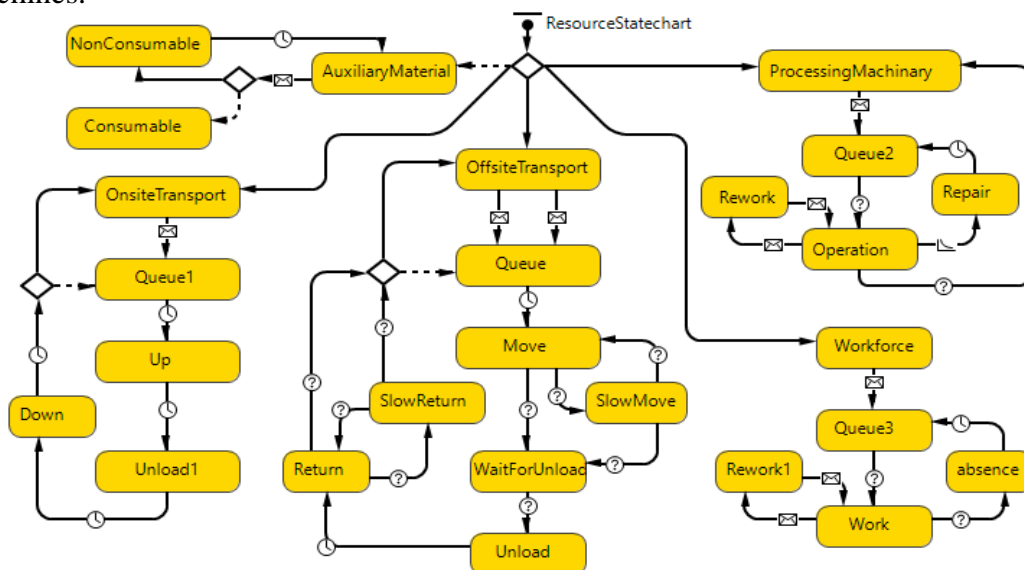 ResourceStatechart
NonConsumable
AuxiliaryMaterial
Consumable
ProcessingMachinary
Queue2
Rework
Repair
Operation
OnsiteTransport
Queue1
Up
Down
Unload1
OffsiteTransport
Queue
Move
SlowReturn
SlowMove
Return
WaitForUnload
Unload
Workforce
Queue3
Rework1
absence
Work